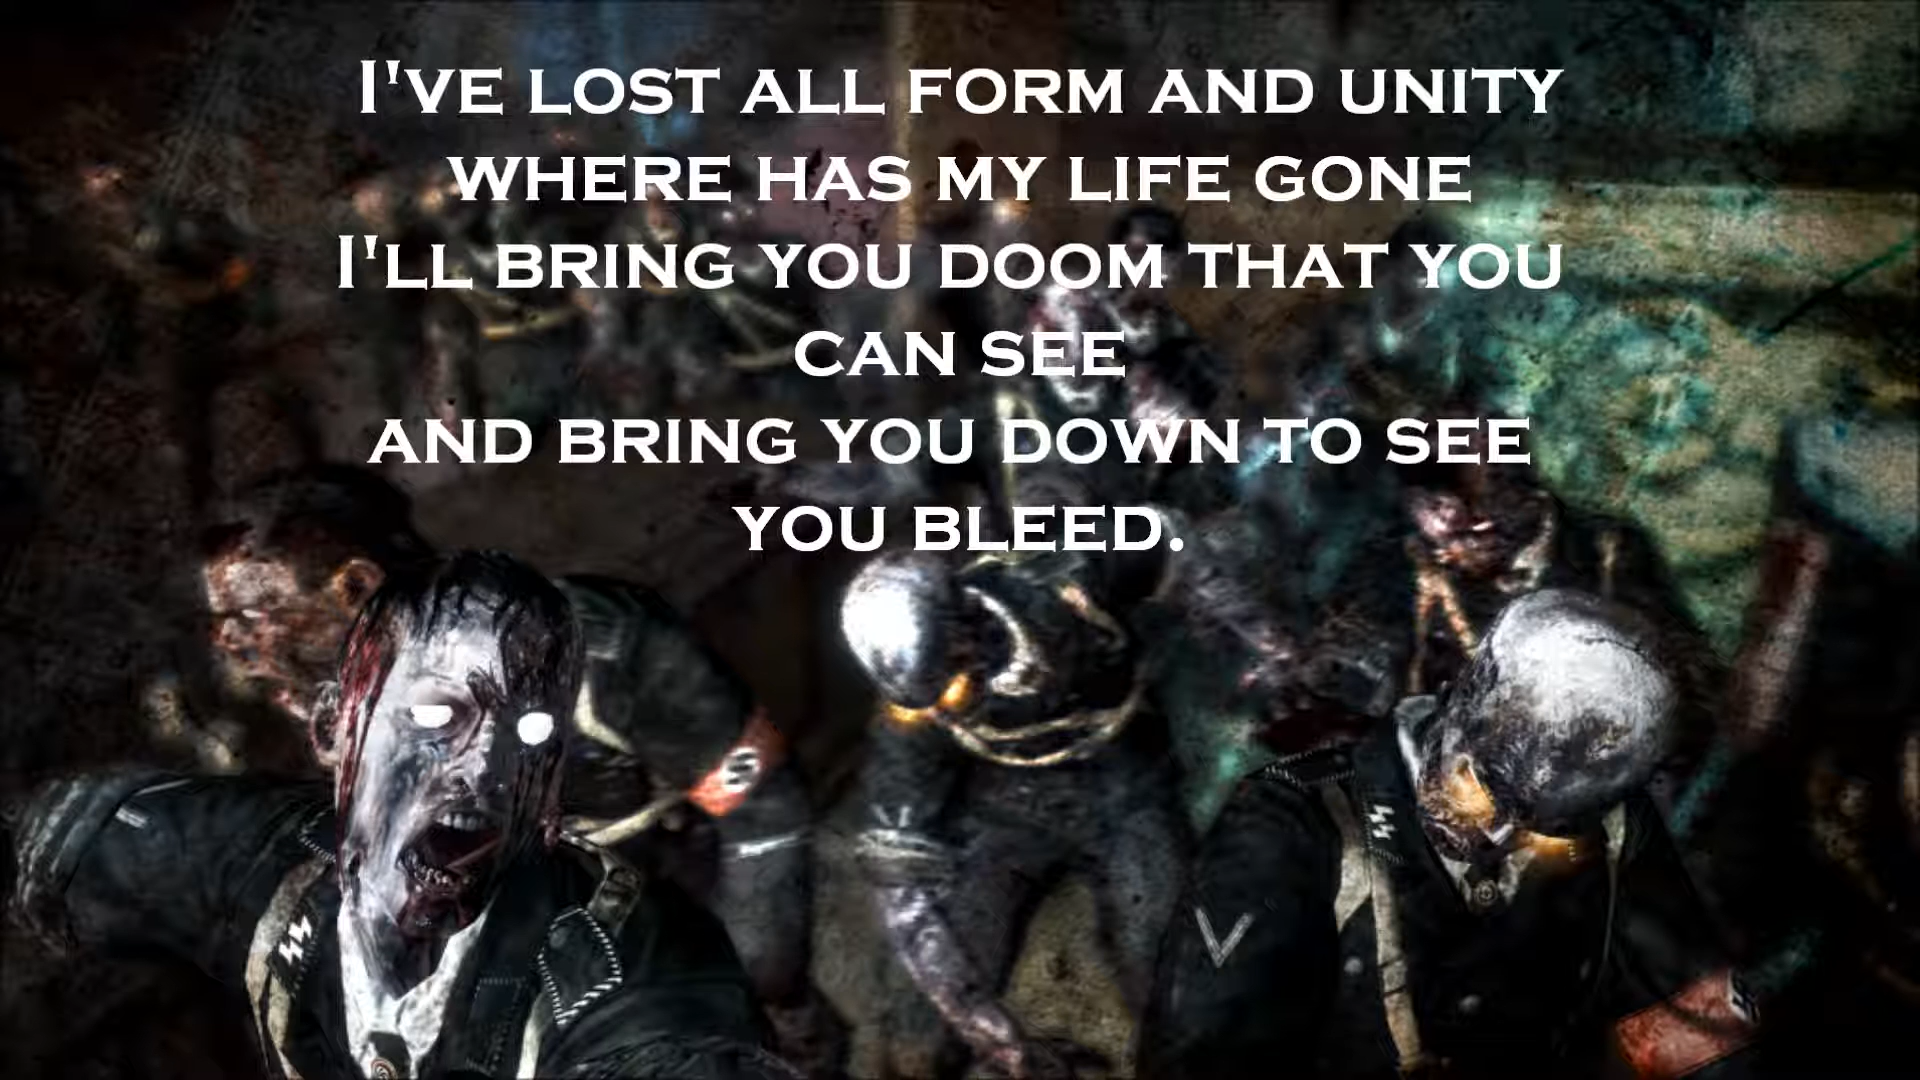 I'VE LOST ALL FORM AND UNITY
WHERE HAS MY LIFE GONE
I'LL BRING YOU DOOM THAT YOU
CAN SEE
AND BRING YOU DOWN TO SEE
YOU BLEED.